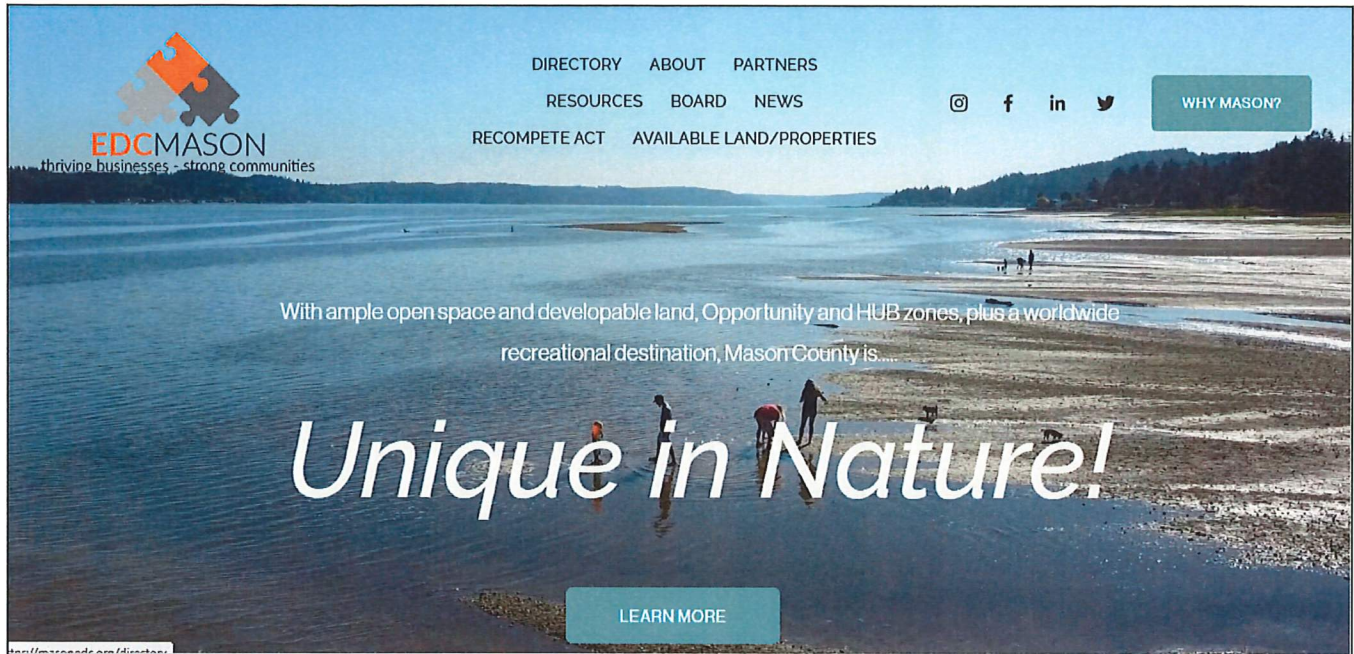 EDCMASON
thriving businesses - strong communities
DIRECTORY ABOUT PARTNERS
RESOURCES BOARD NEWS
RECOMPETE ACT AVAILABLE LAND/PROPERTIES
WHY MASON?
With ample open space and developable land, Opportunity and HUB zones, plus a worldwide
recreational destination, Mason County is.....
Unique in Nature!
LEARN MORE